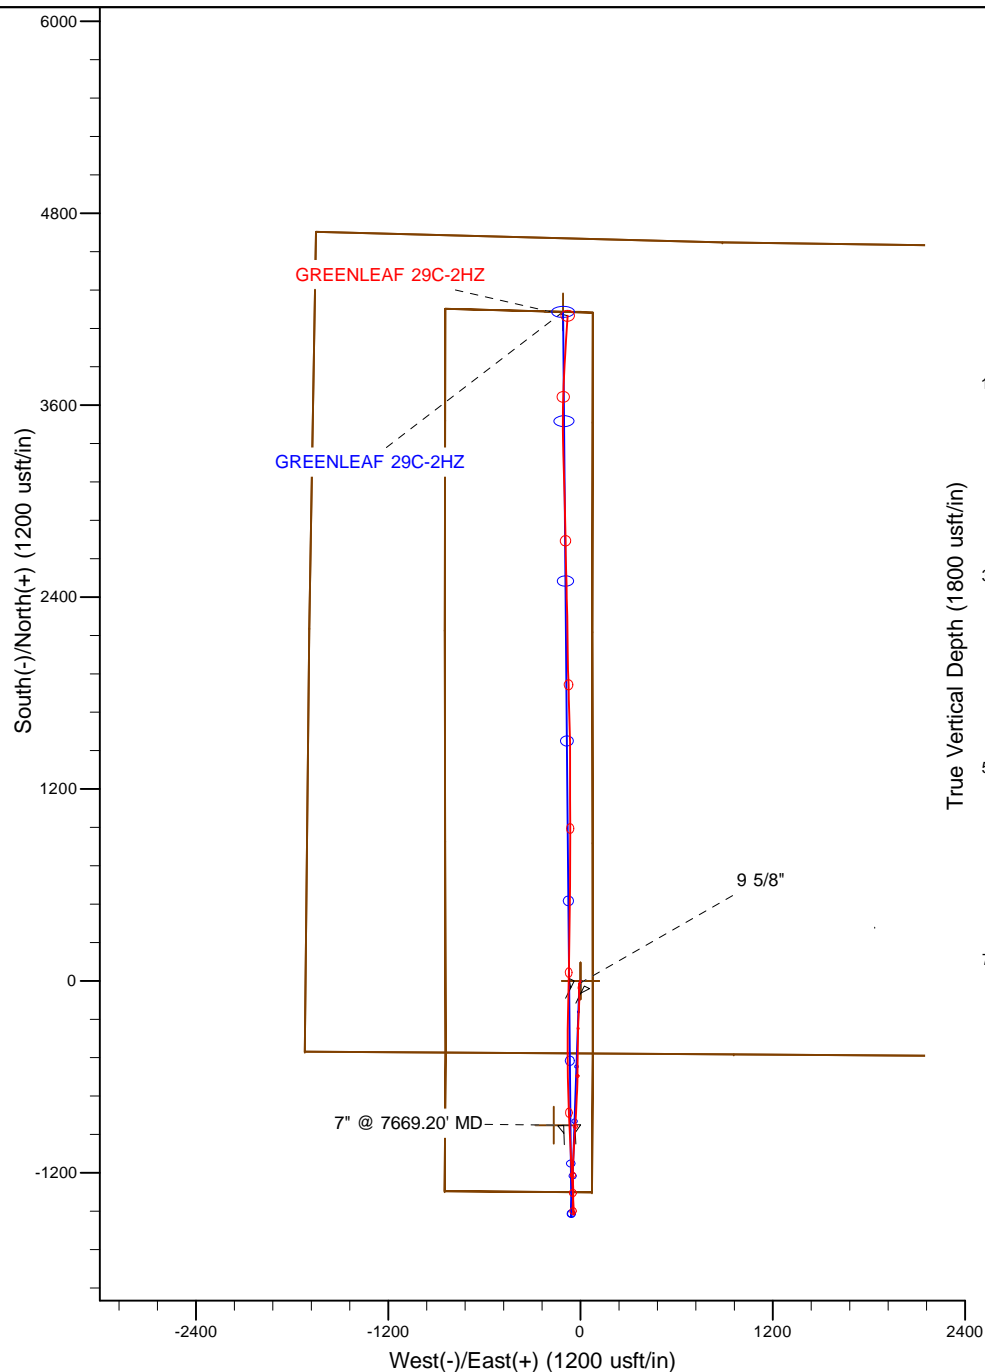 6000
4800
3600
2400
1200
0
-1200
South(-)/North(+) (1200 usft/in)
GREENLEAF 29C-2HZ
GREENLEAF 29C-2HZ
9 5/8"
7" @ 7669.20' MD
True Vertical Depth (1800 usft/in)
-2400
-1200
0
1200
2400
West(-)/East(+) (1200 usft/in)